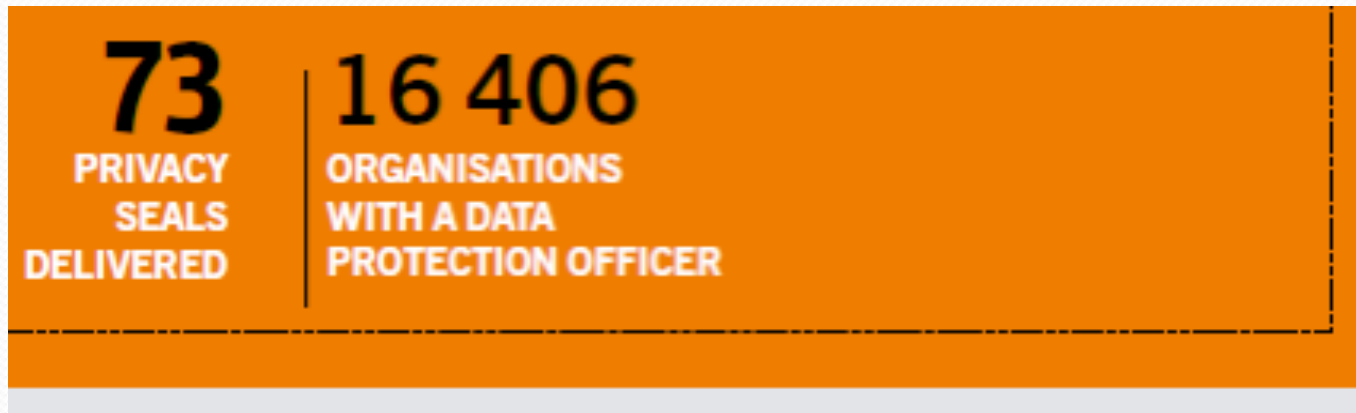 73
PRIVACY
SEALS
DELIVERED
16 406
ORGANISATIONS
WITH A DATA
PROTECTION OFFICER